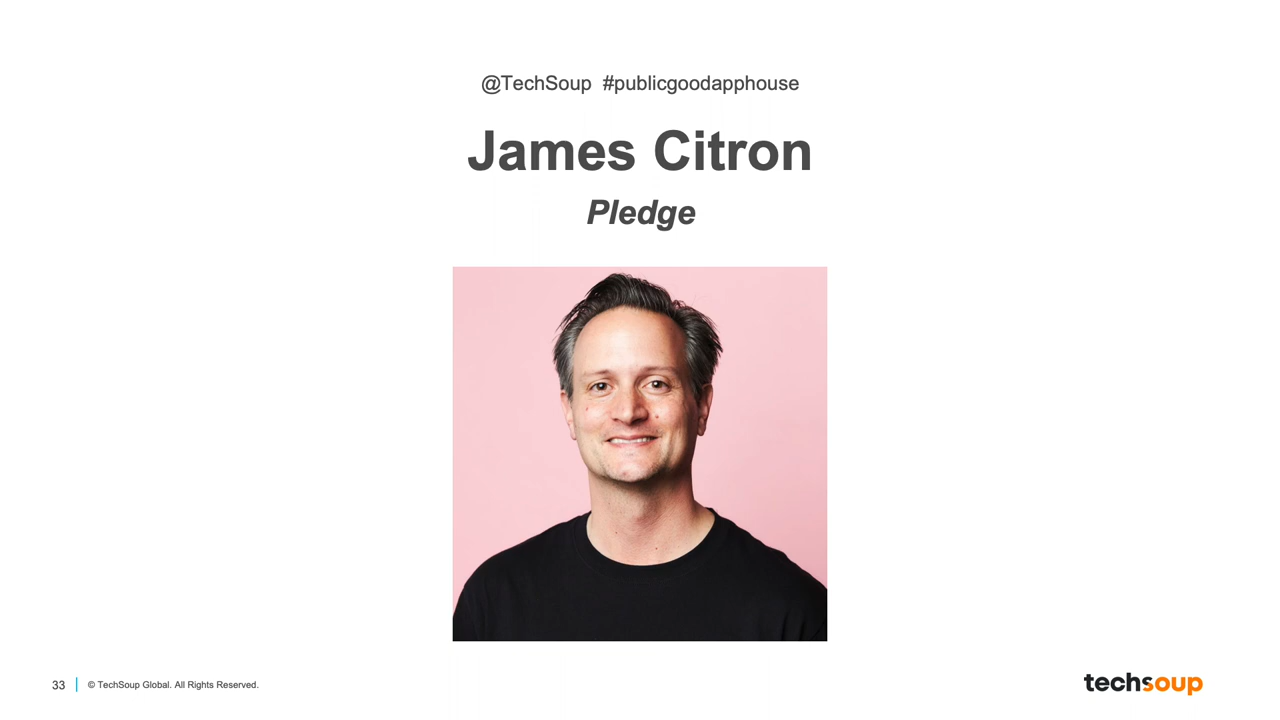 @TechSoup #publicgoodapphouse
James Citron
Pledge
33
© TechSoup Global. All Rights Reserved.
techsoup